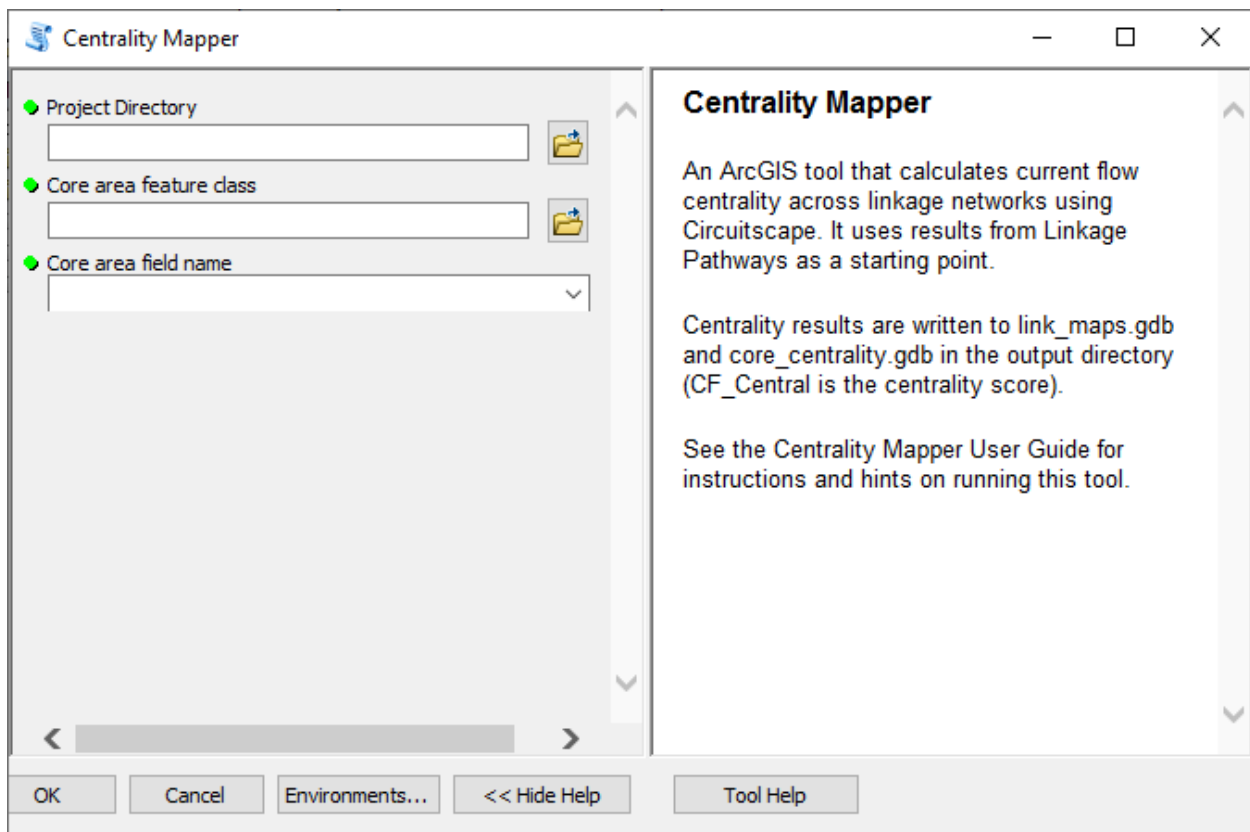 Centrality Mapper
Project Directory
Core area feature class
Core area field name
Centrality Mapper
An ArcGIS tool that calculates current flow
centrality across linkage networks using
Circuitscape. It uses results from Linkage
Pathways as a starting point.
Centrality results are written to link_maps.gdb
and core_centrality.gdb in the output directory
(CF_Central is the centrality score).
See the Centrality Mapper User Guide for
instructions and hints on running this tool.
OK
Cancel
Environments...
<< Hide Help
Tool Help